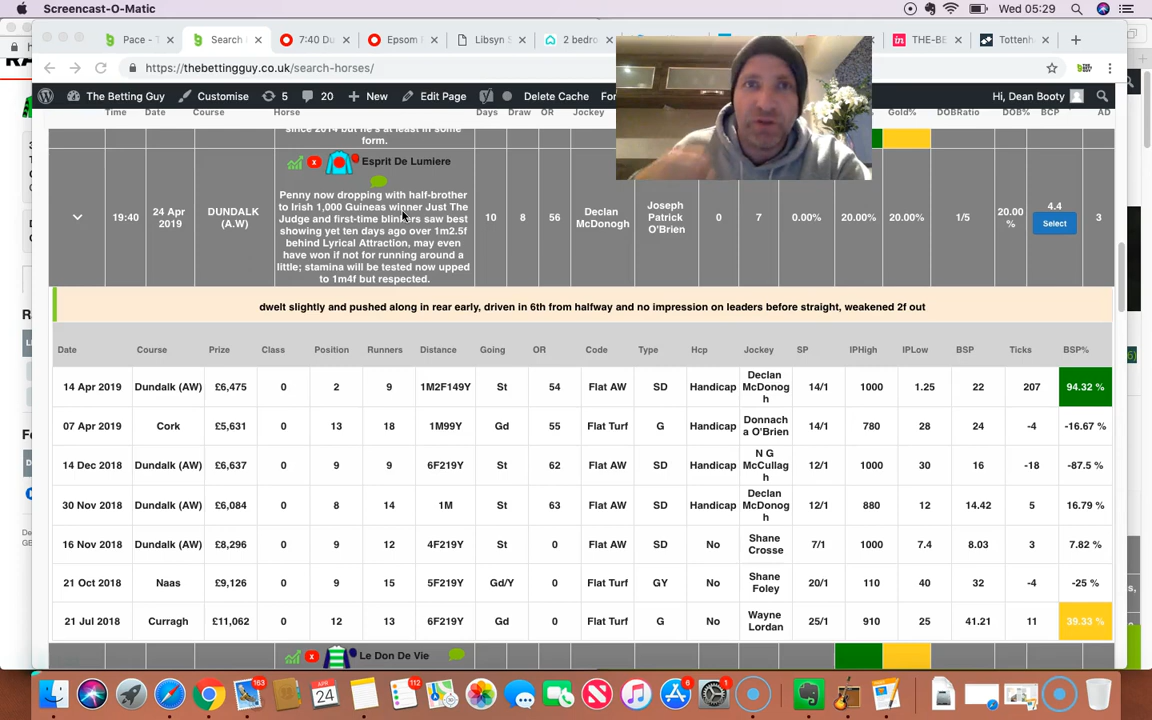 Screencast-O-Matic
Wed 05:29
Pace - T
Search
7:40 Du
Epsom
Libsyn S
2 bedro
THE-BE
Tottenh
https://thebettingguy.co.uk/search-horses/
The Betting Guy
Customise
5
20
New
Edit Page
Delete Cache
For
Hi, Dean Booty
Time Date Course Horse Days Draw OR Jockey Gold% DOBRatio DOB% BCP AD
since 2014 but he's at least in some
form.
Esprit De Lumiere
Penny now dropping with half-brother
to Irish 1,000 Guineas winner Just The
Judge and first-time blinkers saw best
showing yet ten days ago over 1m2.5f
behind Lyrical Attraction, may even
have won if not for running around a
little; stamina will be tested now upped
to 1m4f but respected.
19:40
24 Apr
2019
DUNDALK
(A.W)
10 8 56
Declan
McDonogh
Joseph
Patrick
O'Brien
0 7 0.00% 20.00% 20.00% 1/5
20.00
%
4.4
Select
3
dwelt slightly and pushed along in rear early, driven in 6th from halfway and no impression on leaders before straight, weakened 2f out
Date Course Prize Class Position Runners Distance Going OR Code Type Hcp Jockey SP IPHigh IPLow BSP Ticks BSP%
14 Apr 2019 Dundalk (AW) £6,475 0 2 9 1M2F149Y St 54 Flat AW SD Handicap Declan McDonog h 14/1 1000 1.25 22 207 94.32 %
07 Apr 2019 Cork £5,631 0 13 18 1M99Y Gd 55 Flat Turf G Handicap Donnach a O'Brien 14/1 780 28 24 -4 -16.67 %
14 Dec 2018 Dundalk (AW) £6,637 0 9 9 6F219Y St 62 Flat AW SD Handicap N G McCullag h 12/1 1000 30 16 -18 -87.5 %
30 Nov 2018 Dundalk (AW) £6,084 0 8 14 1M St 63 Flat AW SD Handicap Declan McDonog h 12/1 880 12 14.42 5 16.79 %
16 Nov 2018 Dundalk (AW) £8,296 0 9 12 4F219Y St 0 Flat AW SD No Shane Crosse 7/1 1000 7.4 8.03 3 7.82 %
21 Oct 2018 Naas £9,126 0 9 15 5F219Y Gd/Y 0 Flat Turf GY No Shane Foley 20/1 110 40 32 -4 -25 %
21 Jul 2018 Curragh £11,062 0 12 13 6F219Y Gd 0 Flat Turf G No Wayne Lordan 25/1 910 25 41.21 11 39.33 %
Le Don De Vie
163
112
APR
24
6